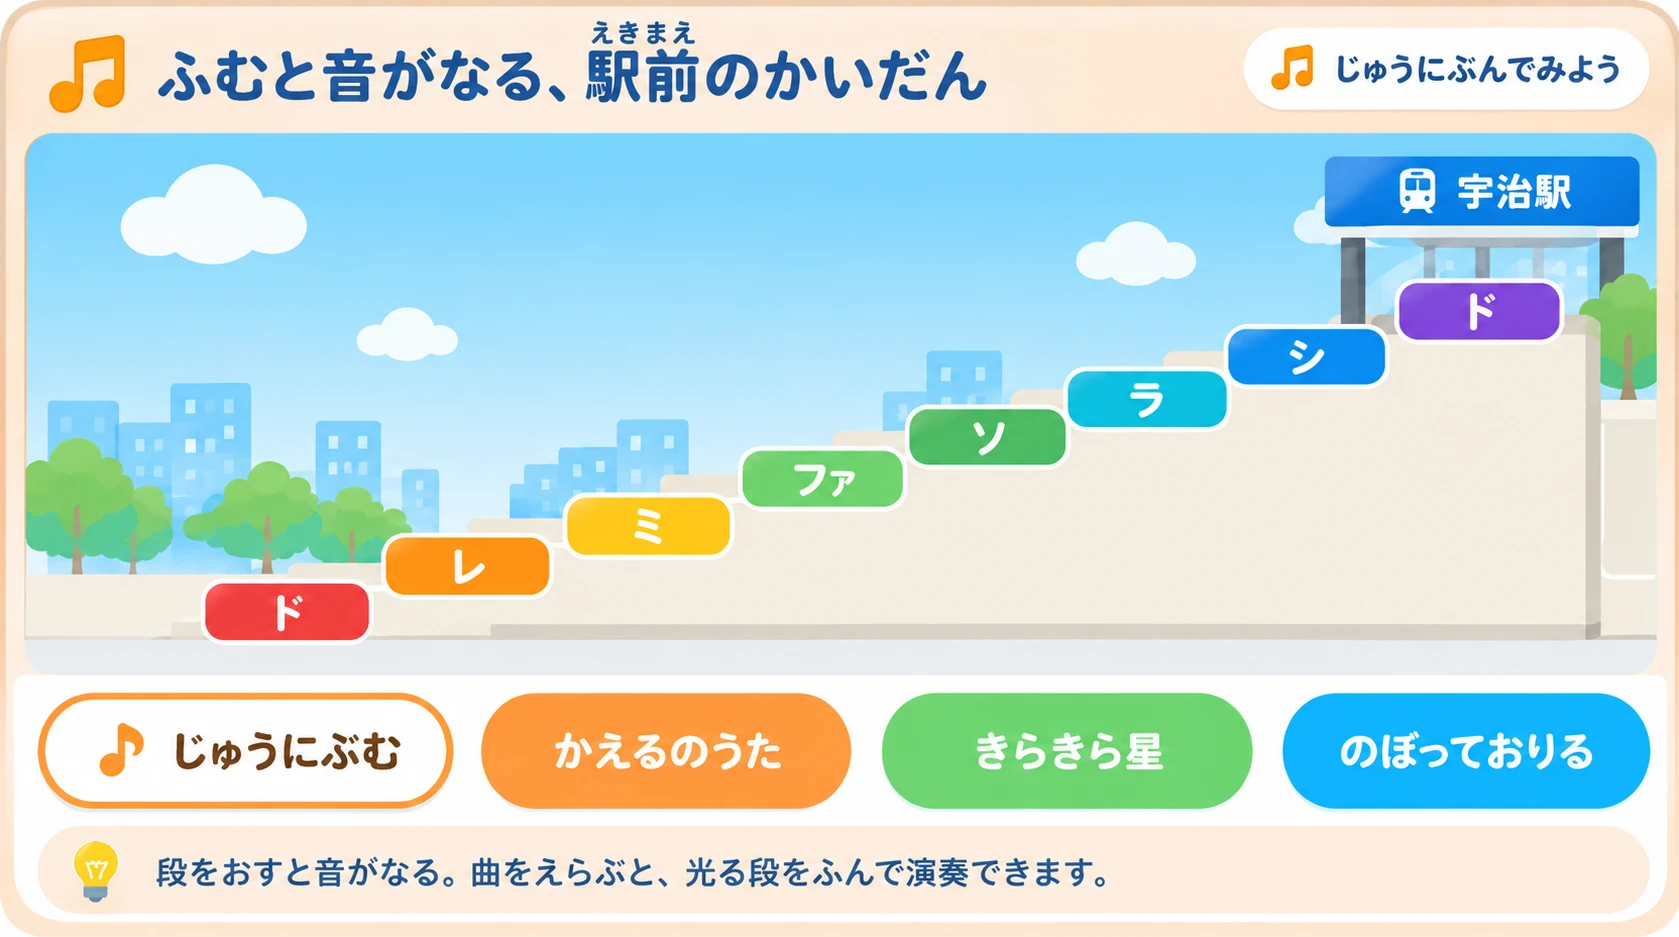 えきまえ
ふむと音がなる、駅前のかいだん
じゅうにぶんでみよう
宇治駅
ド
シ
ラ
ソ
ファ
ミ
レ
ド
じゅうにぶむ
かえるのうた
きらきら星
のぼっておりる
段をおすと音がなる。曲をえらぶと、光る段をふんで演奏できます。